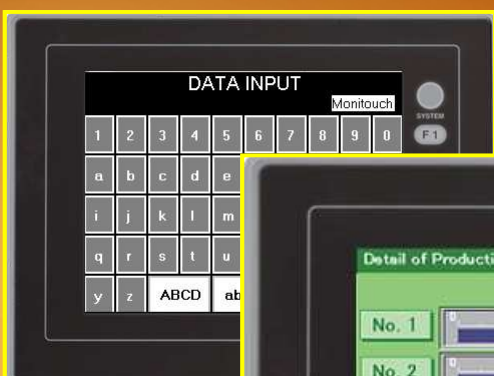 DATA INPUT
Monitouch
SYSTEM
F1
1 2 3 4 5 6 7 8 9 0
a b c d e
i j k l m
q r s t u
y z ABCD ab
Detail of Producti
No. 1
No. 2